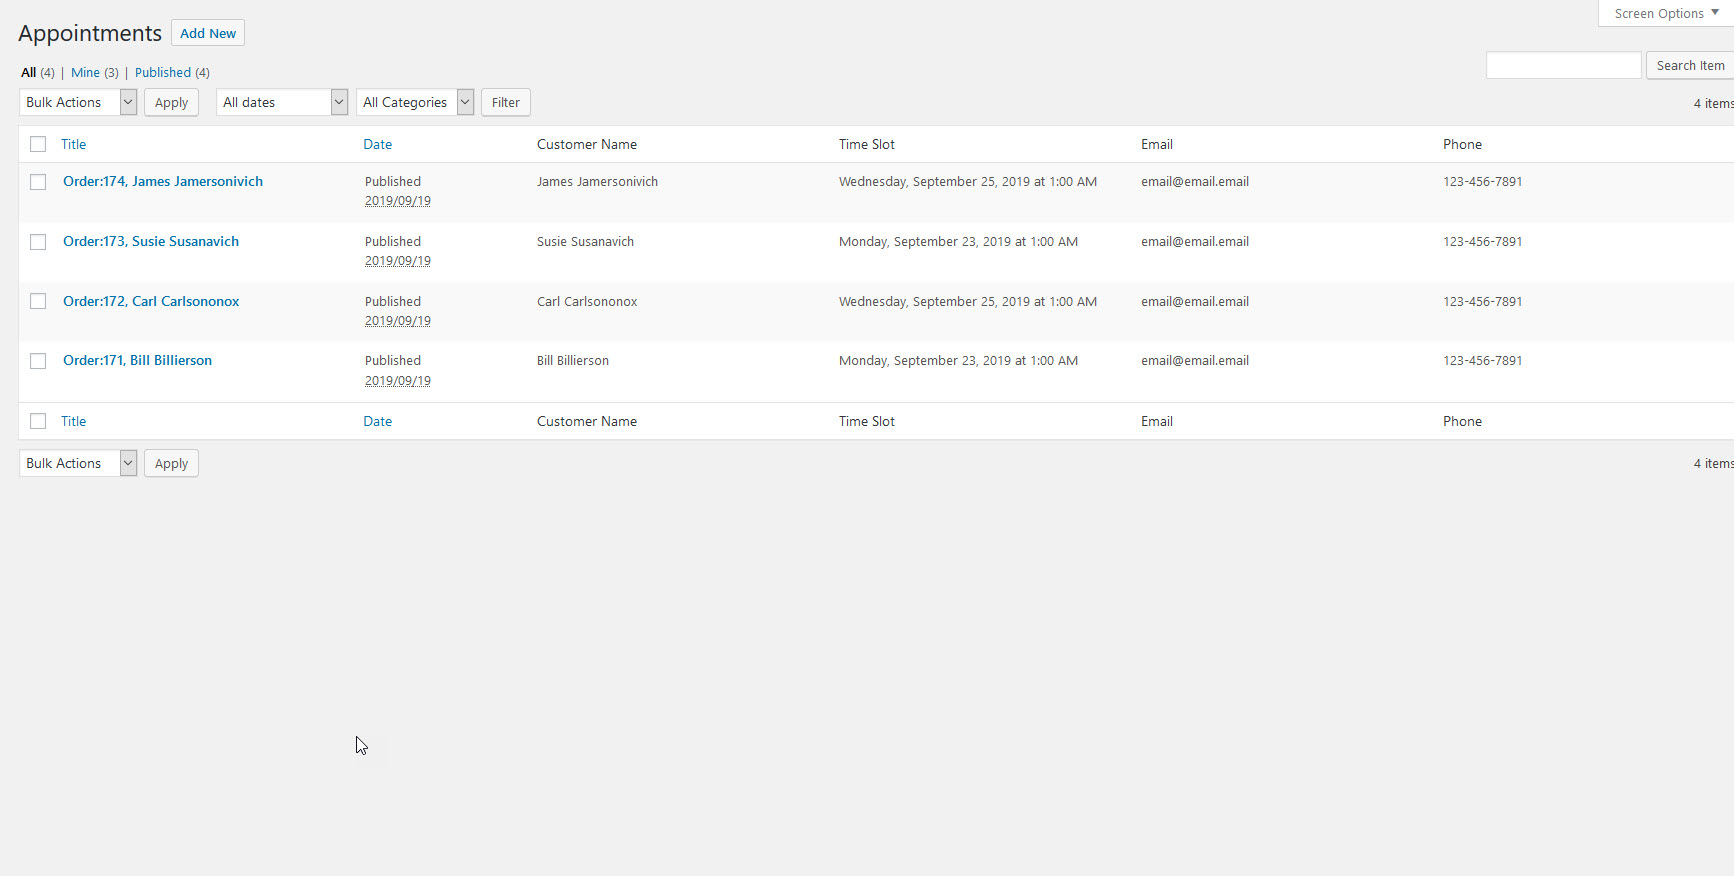 Screen Options
Appointments Add New
All (4) | Mine (3) | Published (4)
Search Item
Bulk Actions Apply All dates All Categories Filter 4 items
Title Date Customer Name Time Slot Email Phone
Order:174, James Jamersonivich Published James Jamersonivich Wednesday, September 25, 2019 at 1:00 AM email@email.email 123-456-7891
2019/09/19
Order:173, Susie Susanavich Published Susie Susanavich Monday, September 23, 2019 at 1:00 AM email@email.email 123-456-7891
2019/09/19
Order:172, Carl Carlsononox Published Carl Carlsononox Wednesday, September 25, 2019 at 1:00 AM email@email.email 123-456-7891
2019/09/19
Order:171, Bill Billierson Published Bill Billierson Monday, September 23, 2019 at 1:00 AM email@email.email 123-456-7891
2019/09/19
Title Date Customer Name Time Slot Email Phone
Bulk Actions Apply 4 items